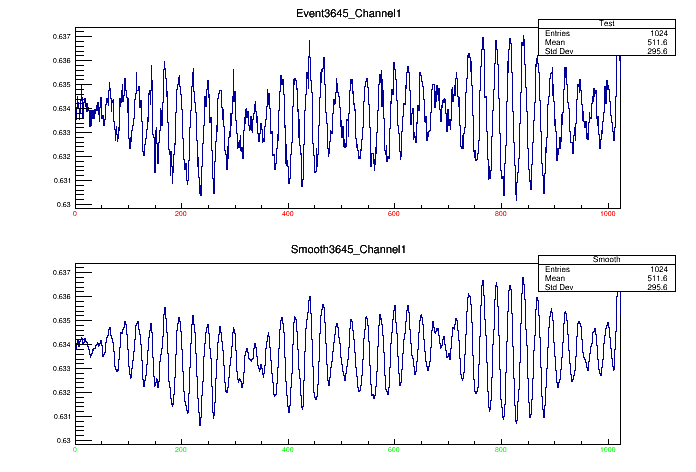 Event3645_Channel1
Test
Entries 1024
Mean 511.6
Std Dev 295.6
0.637
0.636
0.635
0.634
0.633
0.632
0.631
0.63
0 200 400 600 800 1000
Smooth3645_Channel1
Smooth
Entries 1024
Mean 511.6
Std Dev 295.6
0.637
0.636
0.635
0.634
0.633
0.632
0.631
0.63
0 200 400 600 800 1000